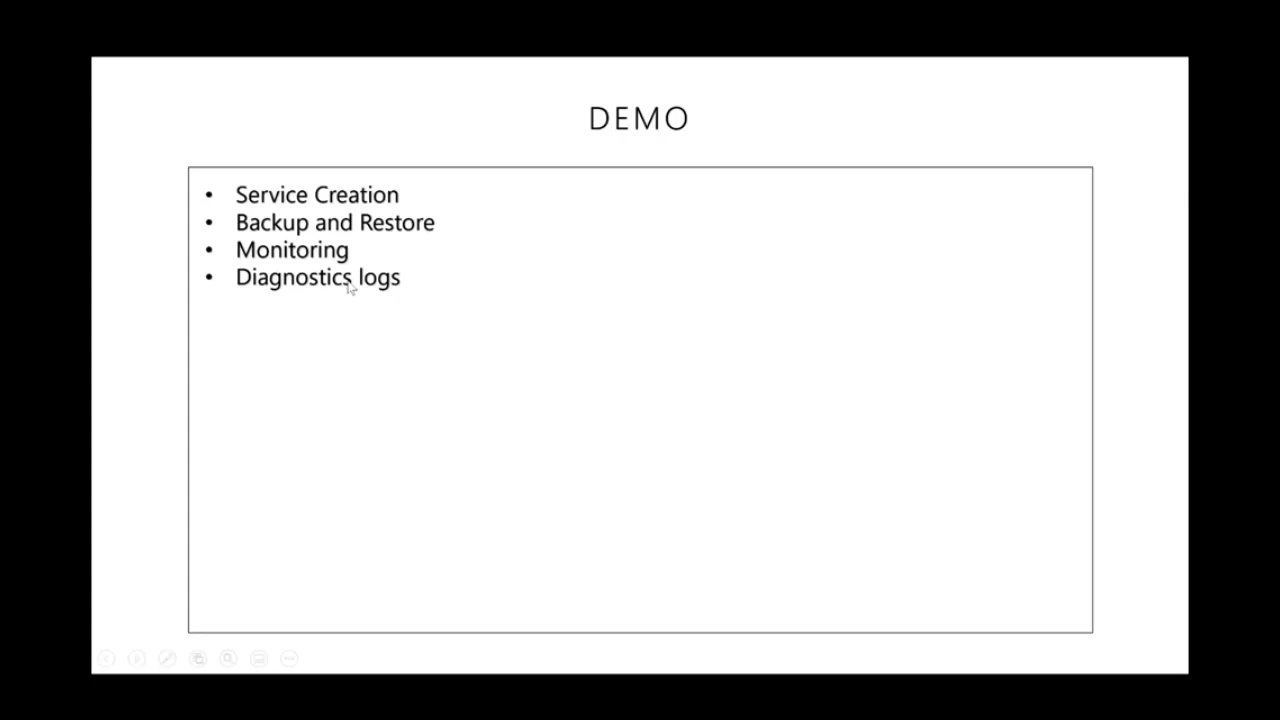 DEMO
• Service Creation
• Backup and Restore
• Monitoring
• Diagnostics logs